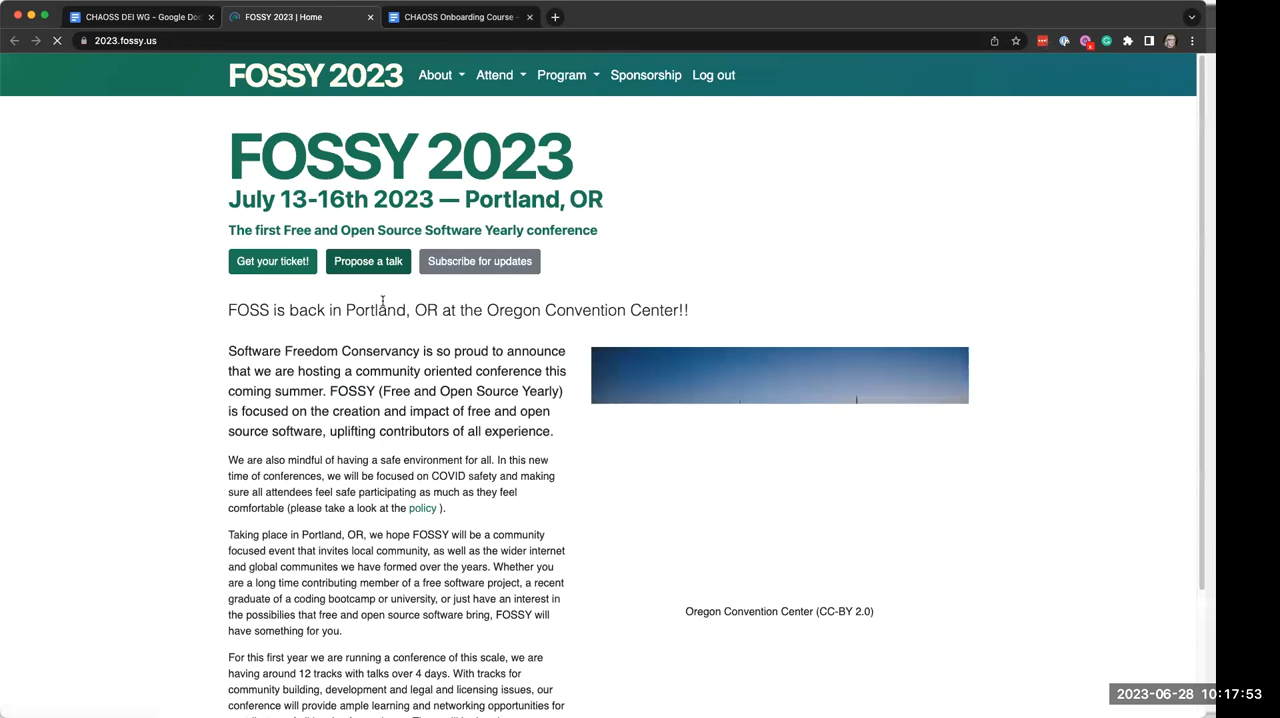 CHAOSS DEI WG - Google Doc
FOSSY 2023 | Home
CHAOSS Onboarding Course -
2023.fossy.us
FOSSY 2023
About
Attend
Program
Sponsorship
Log out
FOSSY 2023
July 13-16th 2023 — Portland, OR
The first Free and Open Source Software Yearly conference
Get your ticket!
Propose a talk
Subscribe for updates
FOSS is back in Portland, OR at the Oregon Convention Center!!
Software Freedom Conservancy is so proud to announce
that we are hosting a community oriented conference this
coming summer. FOSSY (Free and Open Source Yearly)
is focused on the creation and impact of free and open
source software, uplifting contributors of all experience.
We are also mindful of having a safe environment for all. In this new
time of conferences, we will be focused on COVID safety and making
sure all attendees feel safe participating as much as they feel
comfortable (please take a look at the policy ).
Taking place in Portland, OR, we hope FOSSY will be a community
focused event that invites local community, as well as the wider internet
and global communites we have formed over the years. Whether you
are a long time contributing member of a free software project, a recent
graduate of a coding bootcamp or university, or just have an interest in
the possibilies that free and open source software bring, FOSSY will
have something for you.
For this first year we are running a conference of this scale, we are
having around 12 tracks with talks over 4 days. With tracks for
community building, development and legal and licensing issues, our
conference will provide ample learning and networking opportunities for
Oregon Convention Center (CC-BY 2.0)
2023-06-28 10:17:53